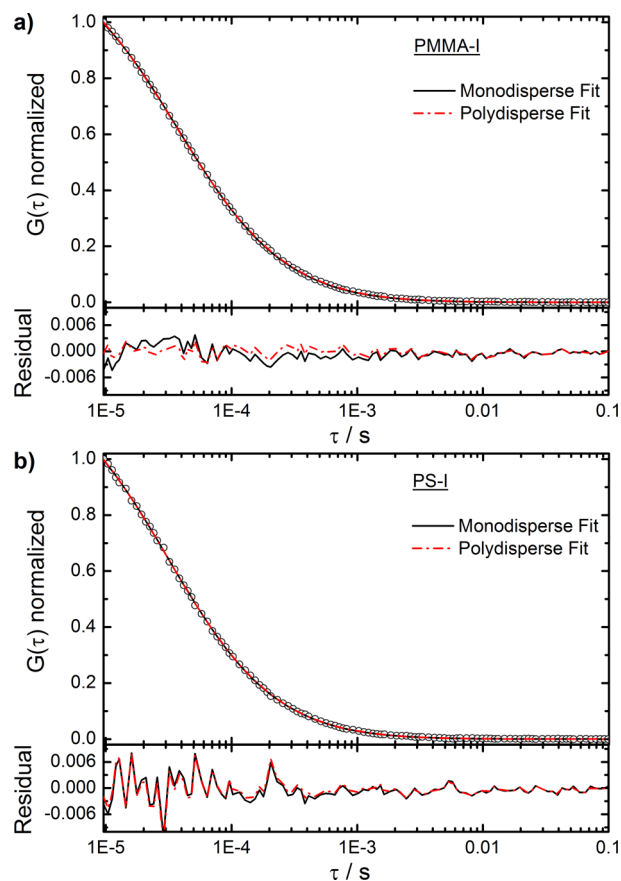 a)
PMMA-I
Monodisperse Fit
Polydisperse Fit
G(τ) normalized
1.0
0.8
0.6
0.4
0.2
0.0
Residual
0.006
0.000
-0.006
1E-5 1E-4 1E-3 0.01 0.1
τ / s
b)
PS-I
Monodisperse Fit
Polydisperse Fit
G(τ) normalized
1.0
0.8
0.6
0.4
0.2
0.0
Residual
0.006
0.000
-0.006
1E-5 1E-4 1E-3 0.01 0.1
τ / s